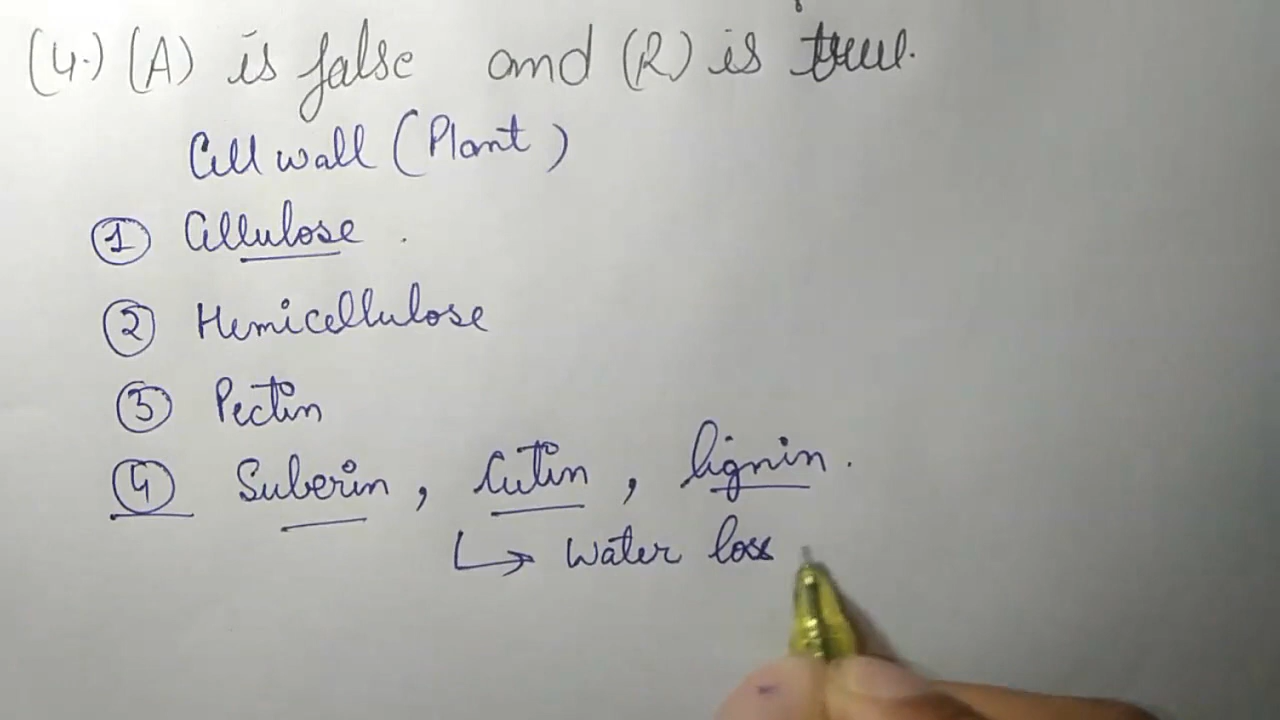 (4.) (A) is false and (R) is true.
Cell wall (Plant)
1 Cellulose .
2 Hemicellulose
3 Pectin
4 Suberin, Cutin, lignin.
↳ Water loss